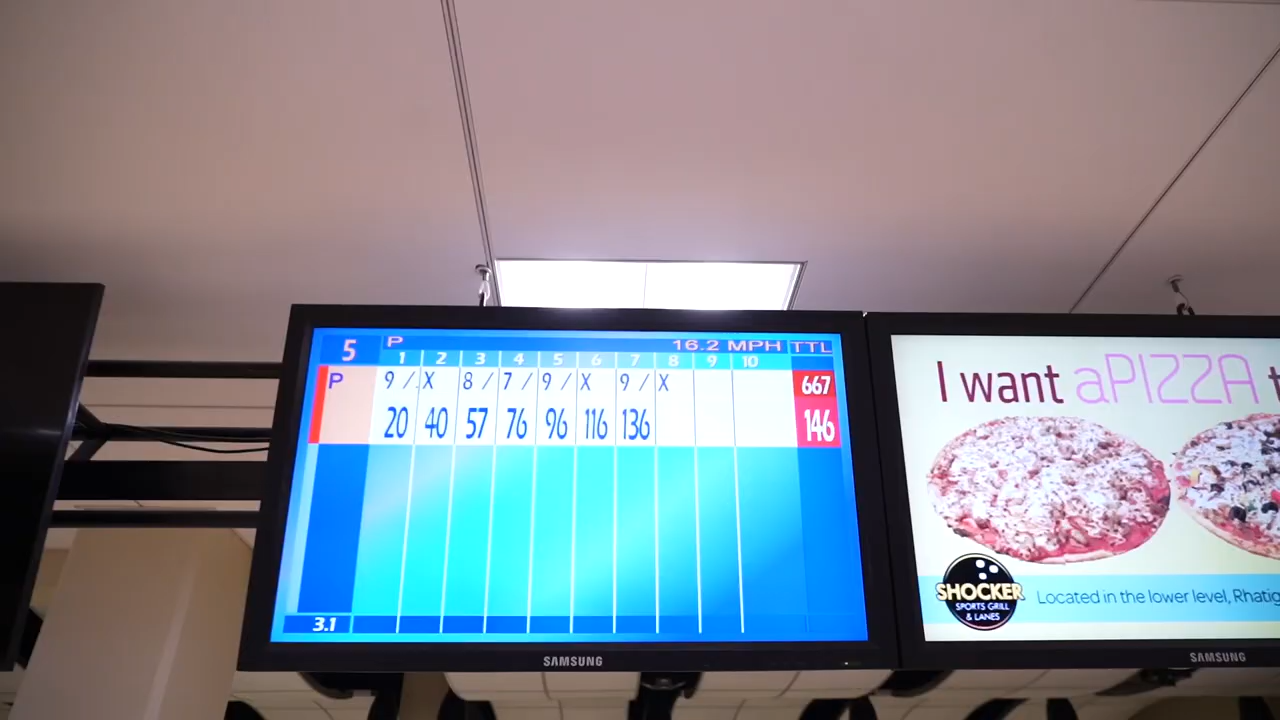 5 P 16.2 MPH TTL
1 2 3 4 5 6 7 8 9 10
P 9 / X 8 / 7 / 9 / X 9 / X 667
20 40 57 76 96 116 136 146
3.1
SAMSUNG
I want aPIZZA t
SHOCKER
SPORTS GRILL
& LANES
Located in the lower level, Rhatig
SAMSUNG